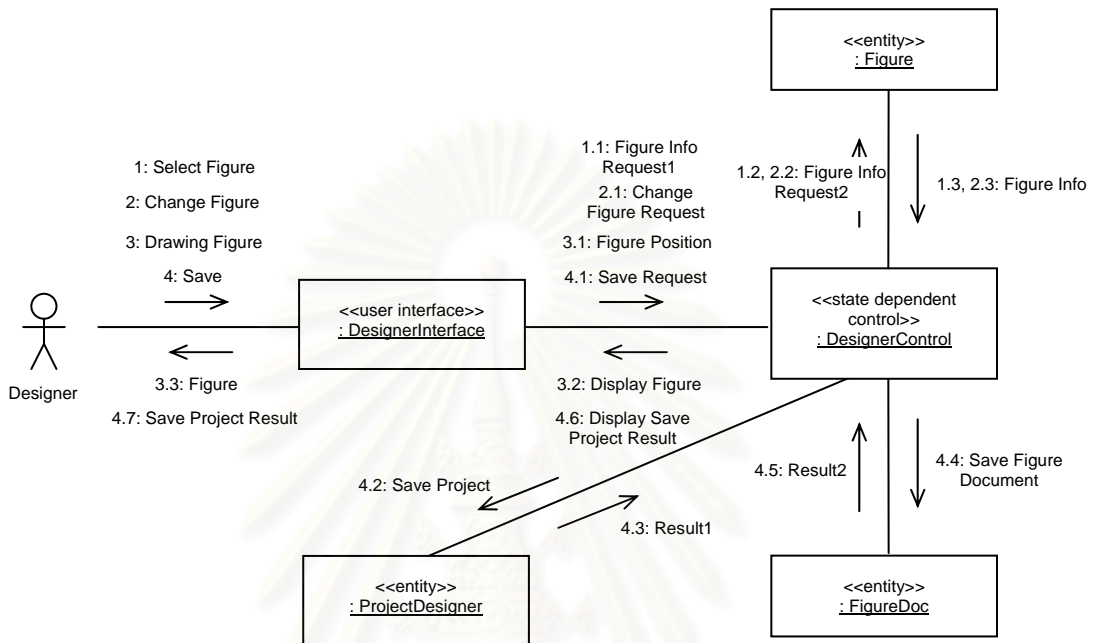 <<entity>>
: Figure
1: Select Figure
2: Change Figure
3: Drawing Figure
4: Save
1.1: Figure Info
Request1
2.1: Change
Figure Request
3.1: Figure Position
4.1: Save Request
1.2, 2.2: Figure Info
Request2
1.3, 2.3: Figure Info
<<user interface>>
: DesignerInterface
<<state dependent
control>>
: DesignerControl
Designer
3.3: Figure
4.7: Save Project Result
3.2: Display Figure
4.6: Display Save
Project Result
4.2: Save Project
4.3: Result1
4.5: Result2
4.4: Save Figure
Document
<<entity>>
: ProjectDesigner
<<entity>>
: FigureDoc